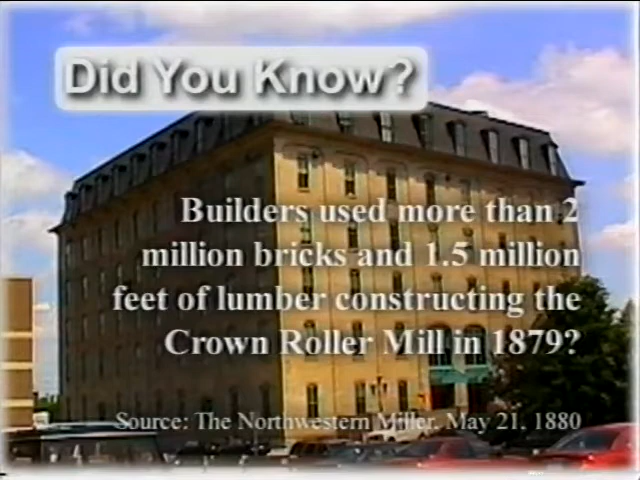 Did You Know?
Builders used more than 2
million bricks and 1.5 million
feet of lumber constructing the
Crown Roller Mill in 1879?
Source: The Northwestern Miller, May 21, 1880